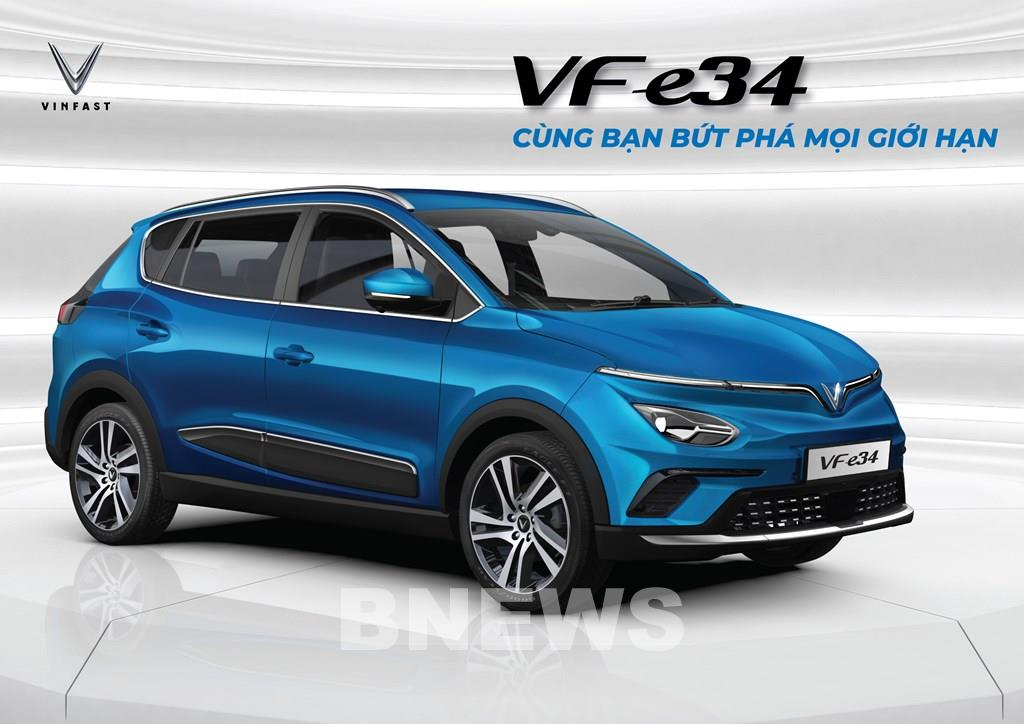 VINFAST
VF e34
CÙNG BẠN BỨT PHÁ MỌI GIỚI HẠN
VF e34
BNEWS